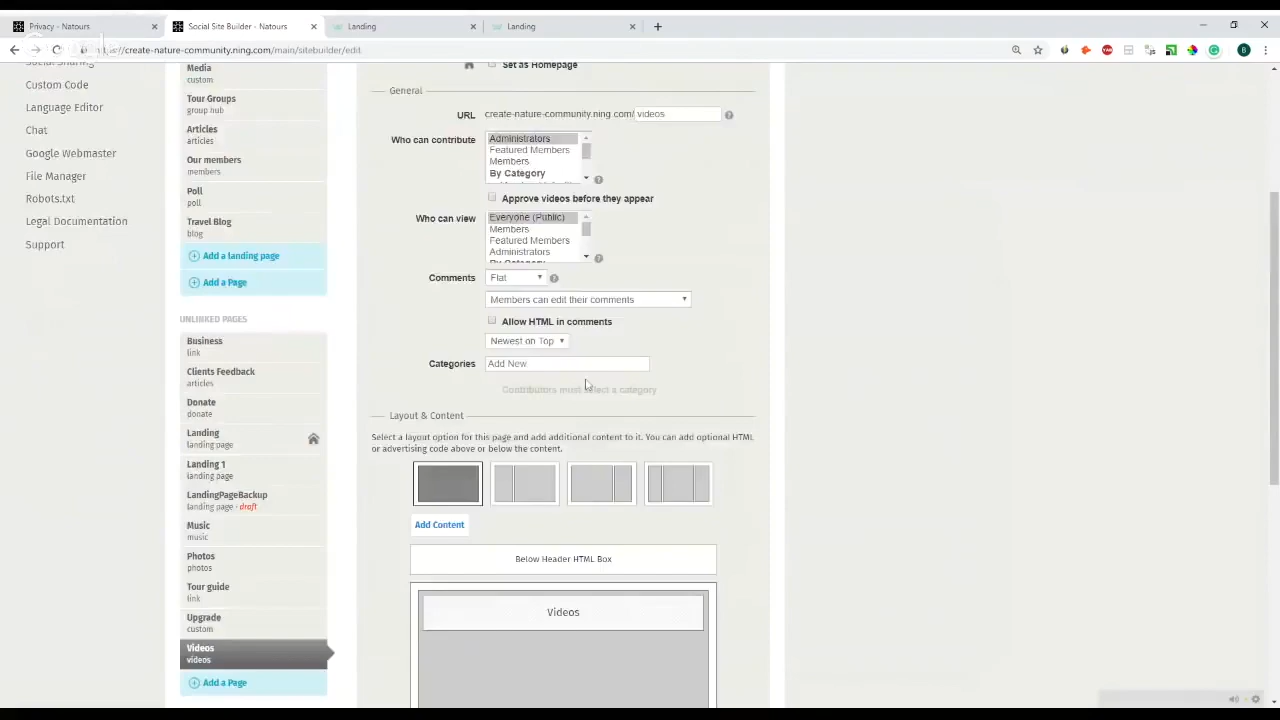 Privacy - Natours
Social Site Builder - Natours
Landing
Landing
create-nature-community.ning.com/main/sitebuilder/edit
B
Social Sharing
Custom Code
Language Editor
Chat
Google Webmaster
File Manager
Robots.txt
Legal Documentation
Support
Media
custom
Tour Groups
group hub
Articles
articles
Our members
members
Poll
poll
Travel Blog
blog
Add a landing page
Add a Page
UNLINKED PAGES
Business
link
Clients Feedback
articles
Donate
donate
Landing
landing page
Landing 1
landing page
LandingPageBackup
landing page - draft
Music
music
Photos
photos
Tour guide
link
Upgrade
custom
Videos
videos
Add a Page
Set as Homepage
General
URL create-nature-community.ning.com/ videos
Who can contribute
Administrators
Featured Members
Members
By Category
Approve videos before they appear
Who can view
Everyone (Public)
Members
Featured Members
Administrators
By Category
Comments Flat
Members can edit their comments
Allow HTML in comments
Newest on Top
Categories Add New
Contributors must select a category
Layout & Content
Select a layout option for this page and add additional content to it. You can add optional HTML
or advertising code above or below the content.
Add Content
Below Header HTML Box
Videos